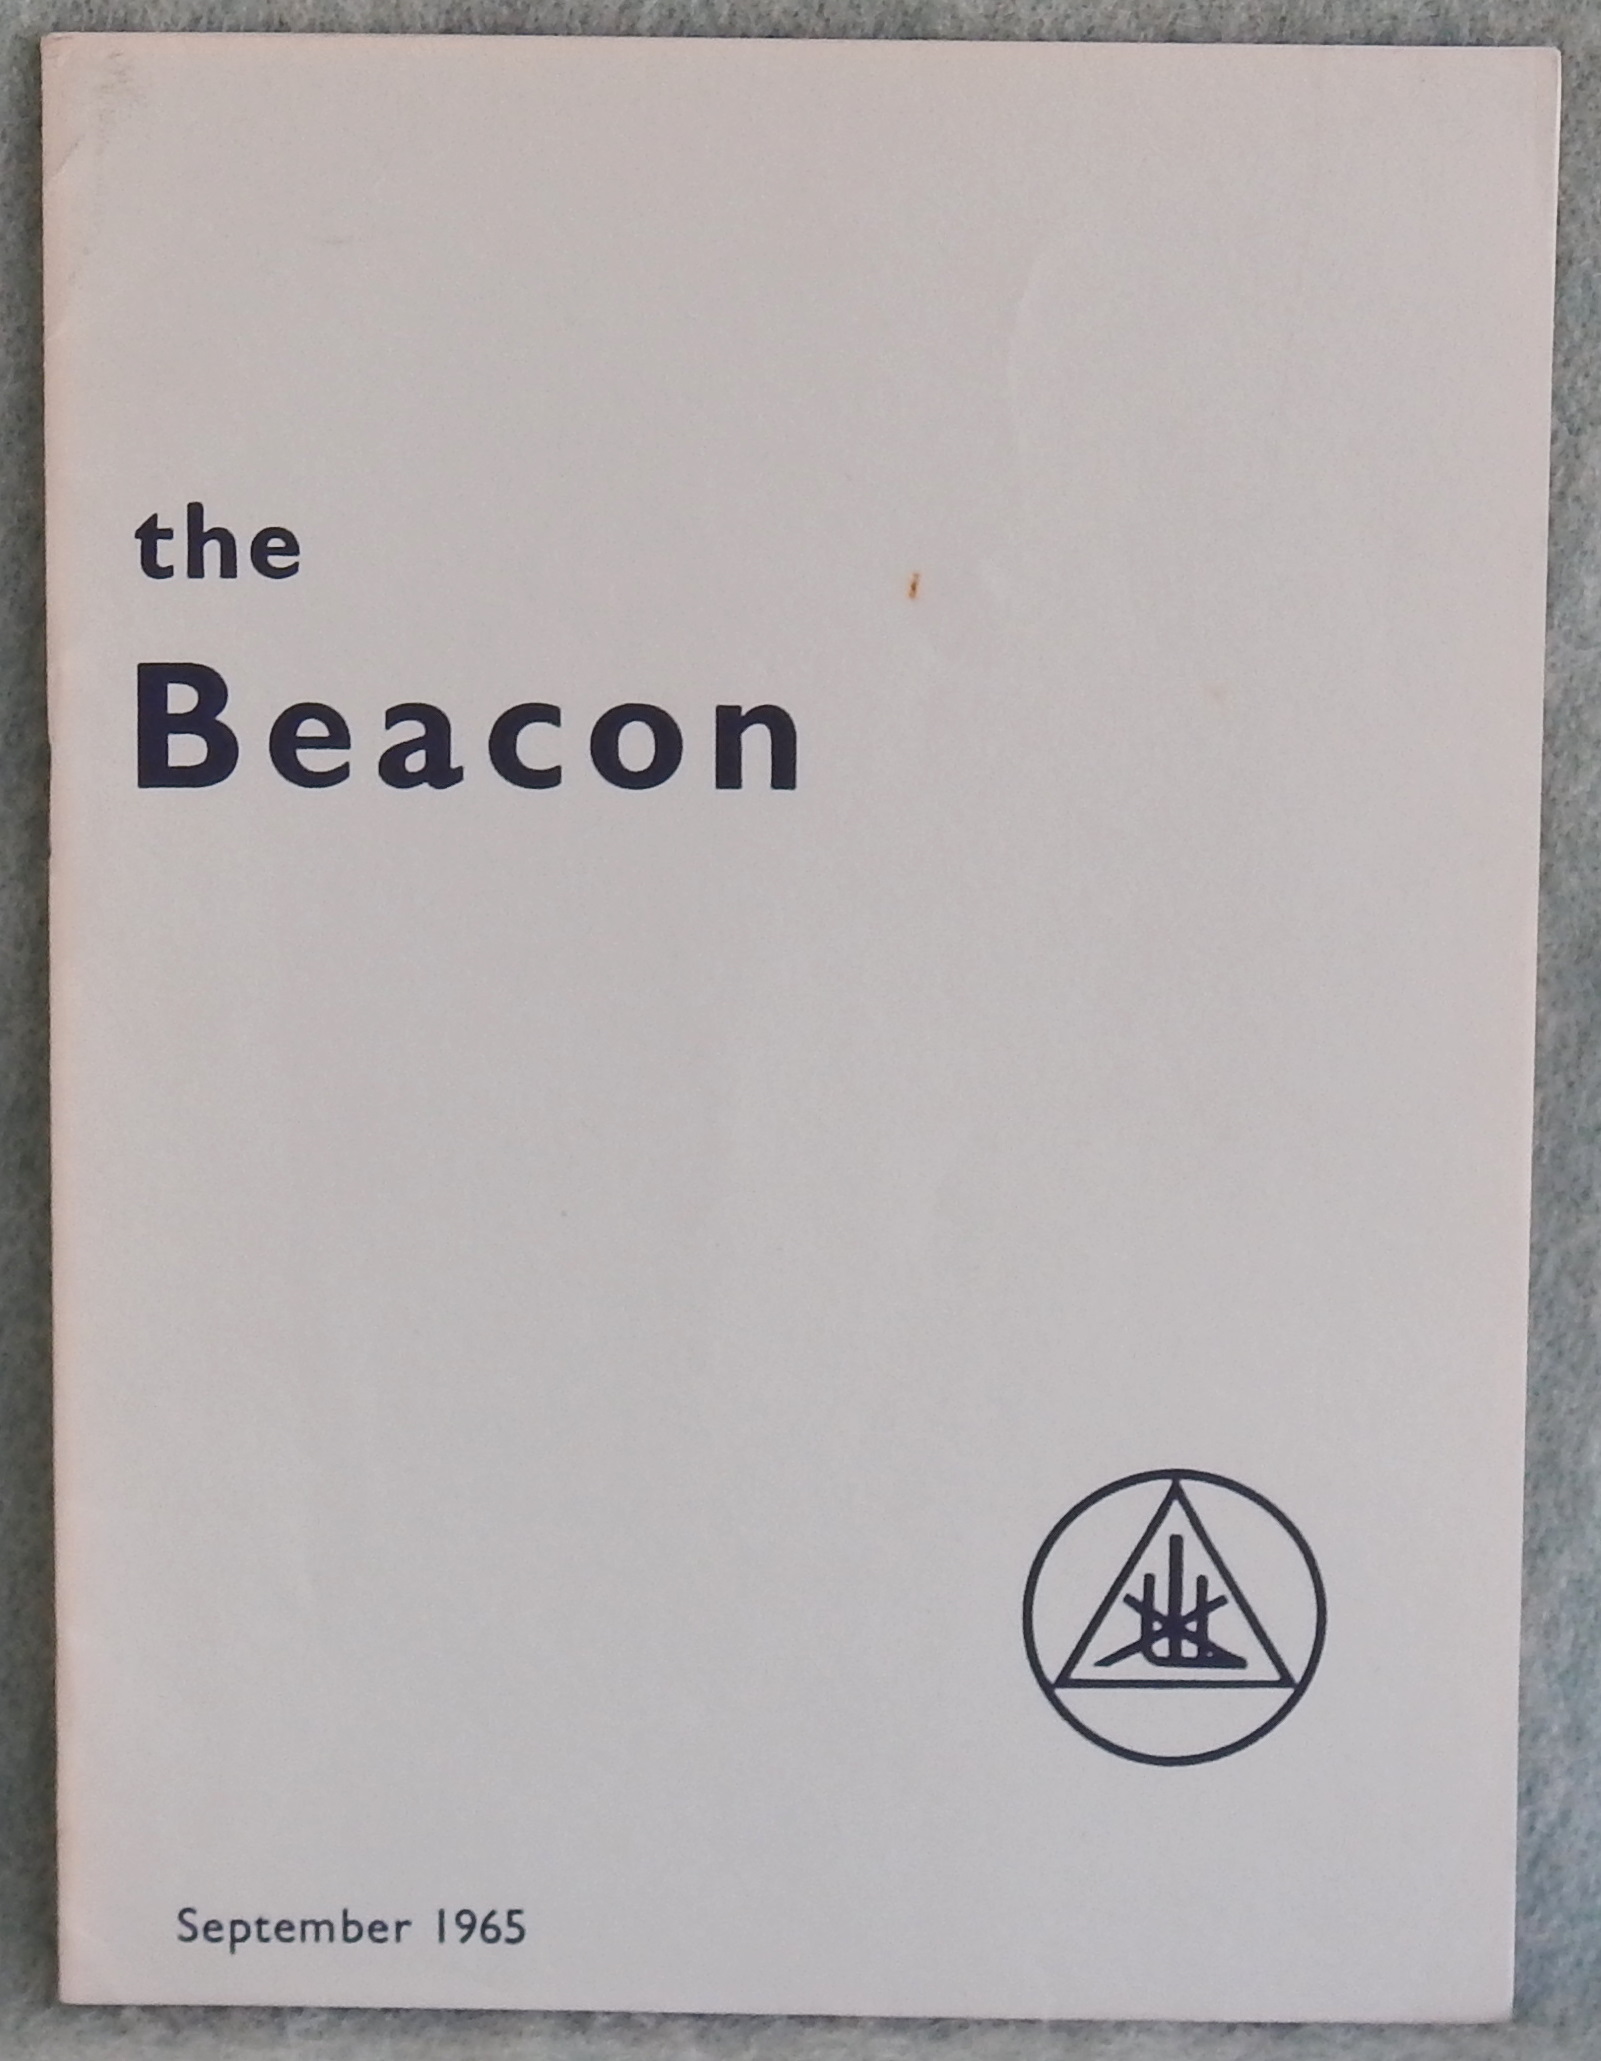 the
Beacon
September 1965